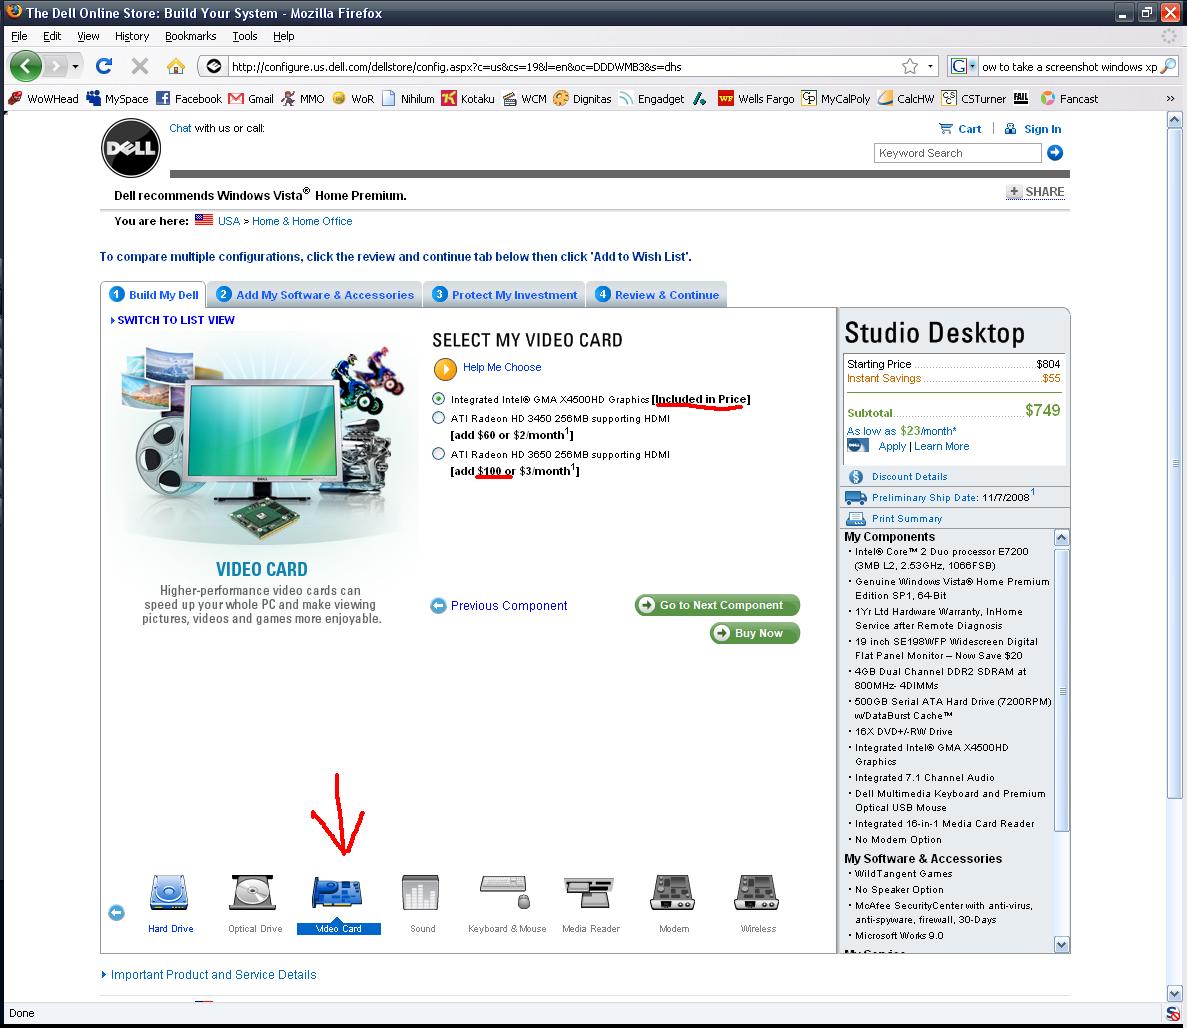 The Dell Online Store: Build Your System - Mozilla Firefox
File Edit View History Bookmarks Tools Help
http://configure.us.dell.com/dellstore/config.aspx?c=us&cs=19&l=en&oc=DDDWMB3&s=dhs
ow to take a screenshot windows xp
WoWHead MySpace Facebook Gmail MMO WoR Nihilum Kotaku WCM Dignitas Engadget Wells Fargo MyCalPoly CalcHW CSTurner FAIL Fancast
DELL
Chat with us or call:
Cart | Sign In
Keyword Search
Dell recommends Windows Vista® Home Premium.
+ SHARE
You are here: USA > Home & Home Office
To compare multiple configurations, click the review and continue tab below then click 'Add to Wish List'.
1 Build My Dell 2 Add My Software & Accessories 3 Protect My Investment 4 Review & Continue
SWITCH TO LIST VIEW
SELECT MY VIDEO CARD
Help Me Choose
Integrated Intel® GMA X4500HD Graphics [Included in Price]
ATI Radeon HD 3450 256MB supporting HDMI
[add $60 or $2/month1]
ATI Radeon HD 3650 256MB supporting HDMI
[add $100 or $3/month1]
VIDEO CARD
Higher-performance video cards can
speed up your whole PC and make viewing
pictures, videos and games more enjoyable.
Previous Component
Go to Next Component
Buy Now
Studio Desktop
Starting Price $804
Instant Savings $55
Subtotal $749
As low as $23/month*
Apply | Learn More
Discount Details
Preliminary Ship Date: 11/7/2008 1
Print Summary
My Components
• Intel® Core™ 2 Duo processor E7200
(3MB L2, 2.53GHz, 1066FSB)
• Genuine Windows Vista® Home Premium
Edition SP1, 64-Bit
• 1Yr Ltd Hardware Warranty, InHome
Service after Remote Diagnosis
• 19 inch SE198WFP Widescreen Digital
Flat Panel Monitor – Now Save $20
• 4GB Dual Channel DDR2 SDRAM at
800MHz- 4DIMMs
• 500GB Serial ATA Hard Drive (7200RPM)
w/DataBurst Cache™
• 16X DVD+/-RW Drive
• Integrated Intel® GMA X4500HD
Graphics
• Integrated 7.1 Channel Audio
• Dell Multimedia Keyboard and Premium
Optical USB Mouse
• Integrated 16-in-1 Media Card Reader
• No Modem Option
My Software & Accessories
• WildTangent Games
• No Speaker Option
• McAfee SecurityCenter with anti-virus,
anti-spyware, firewall, 30-Days
• Microsoft Works 9.0
Hard Drive Optical Drive Video Card Sound Keyboard & Mouse Media Reader Modem Wireless
Important Product and Service Details
Done